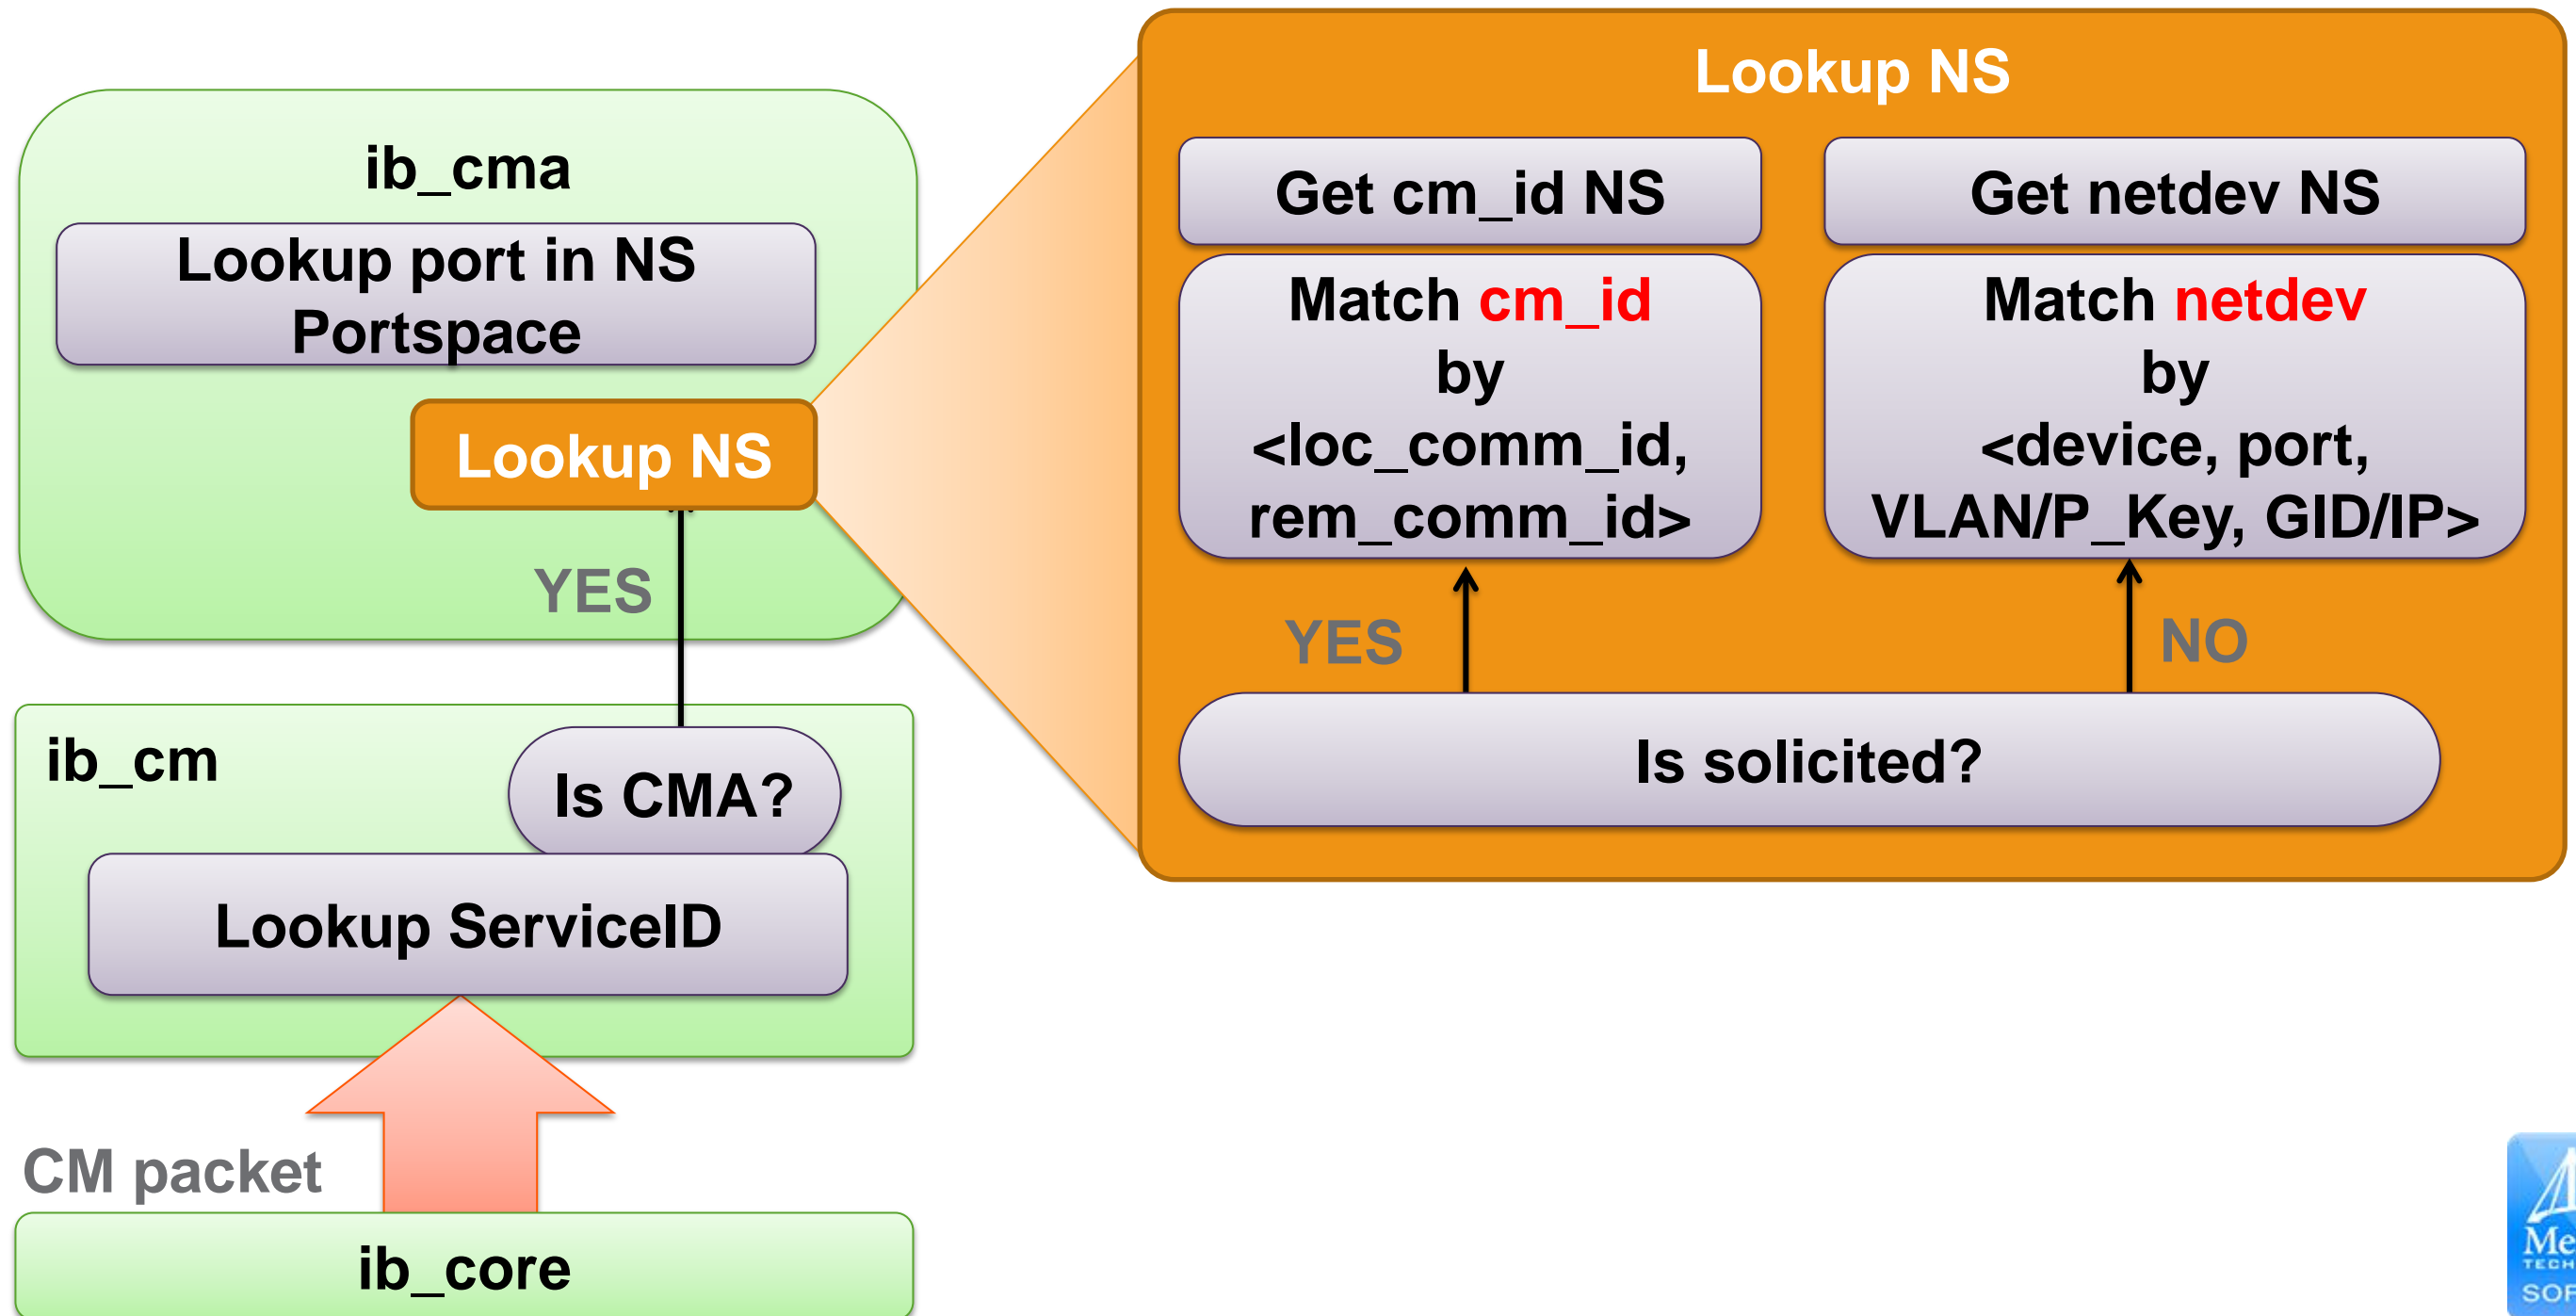 ib_cma
Lookup port in NS
Portspace
Lookup NS
YES
ib_cm
Is CMA?
Lookup ServiceID
CM packet
ib_core
Lookup NS
Get cm_id NS
Get netdev NS
Match cm_id
by
<loc_comm_id,
rem_comm_id>
Match netdev
by
<device, port,
VLAN/P_Key, GID/IP>
YES
NO
Is solicited?